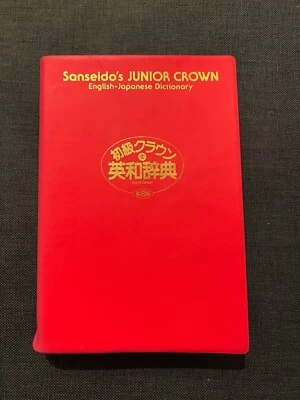 Sanseido's JUNIOR CROWN
English-Japanese Dictionary
初級クラウン
英和辞典